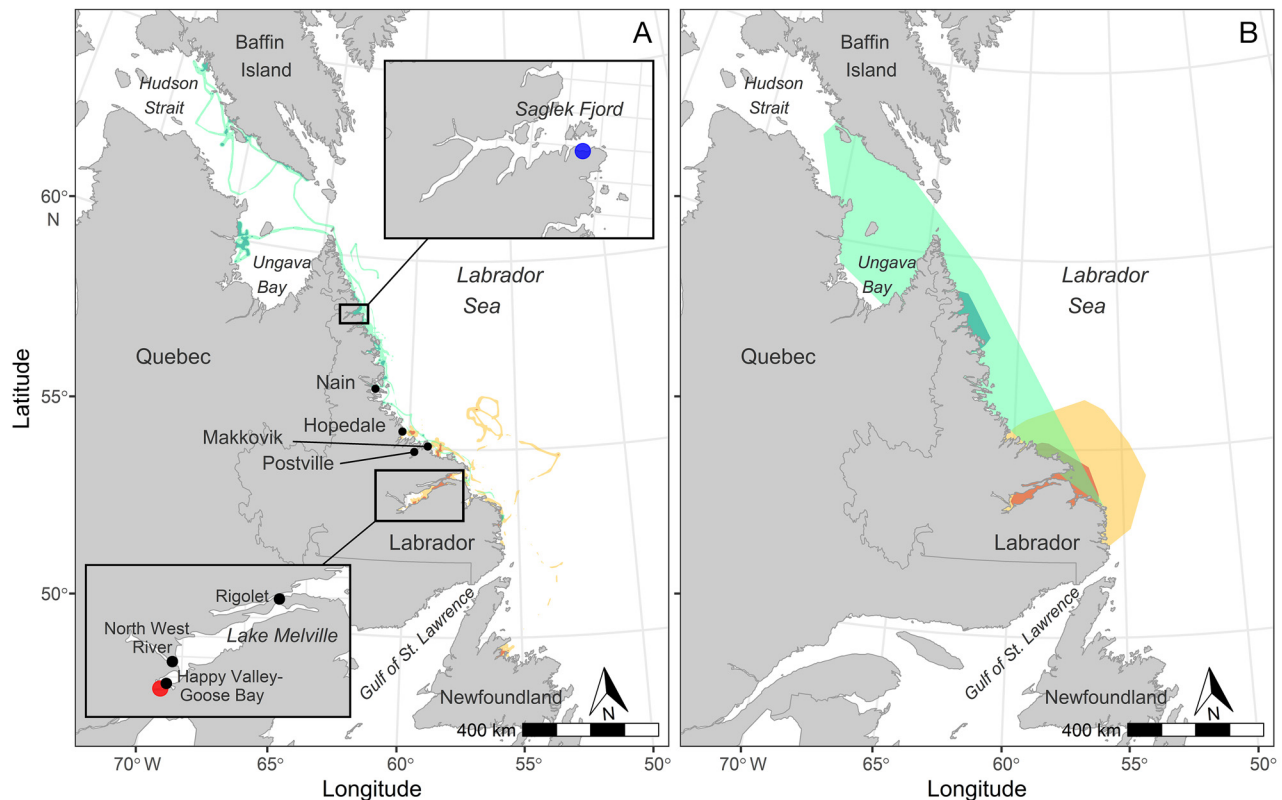 A
Baffin
Island
Hudson
Strait
Saglek Fjord
60°
N
Ungava
Bay
Labrador
Sea
Quebec
Nain
55°
Hopedale
Makkovik
Postville
Labrador
50°
Rigolet
North West
River
Lake Melville
Happy Valley-
Goose Bay
Gulf of St. Lawrence
Newfoundland
N
400 km
70° W
65°
60°
55°
50°
Latitude
Longitude
B
Baffin
Island
Hudson
Strait
Ungava
Bay
Labrador
Sea
Quebec
Labrador
Gulf of St. Lawrence
Newfoundland
N
400 km
70° W
65°
60°
55°
50°
Longitude